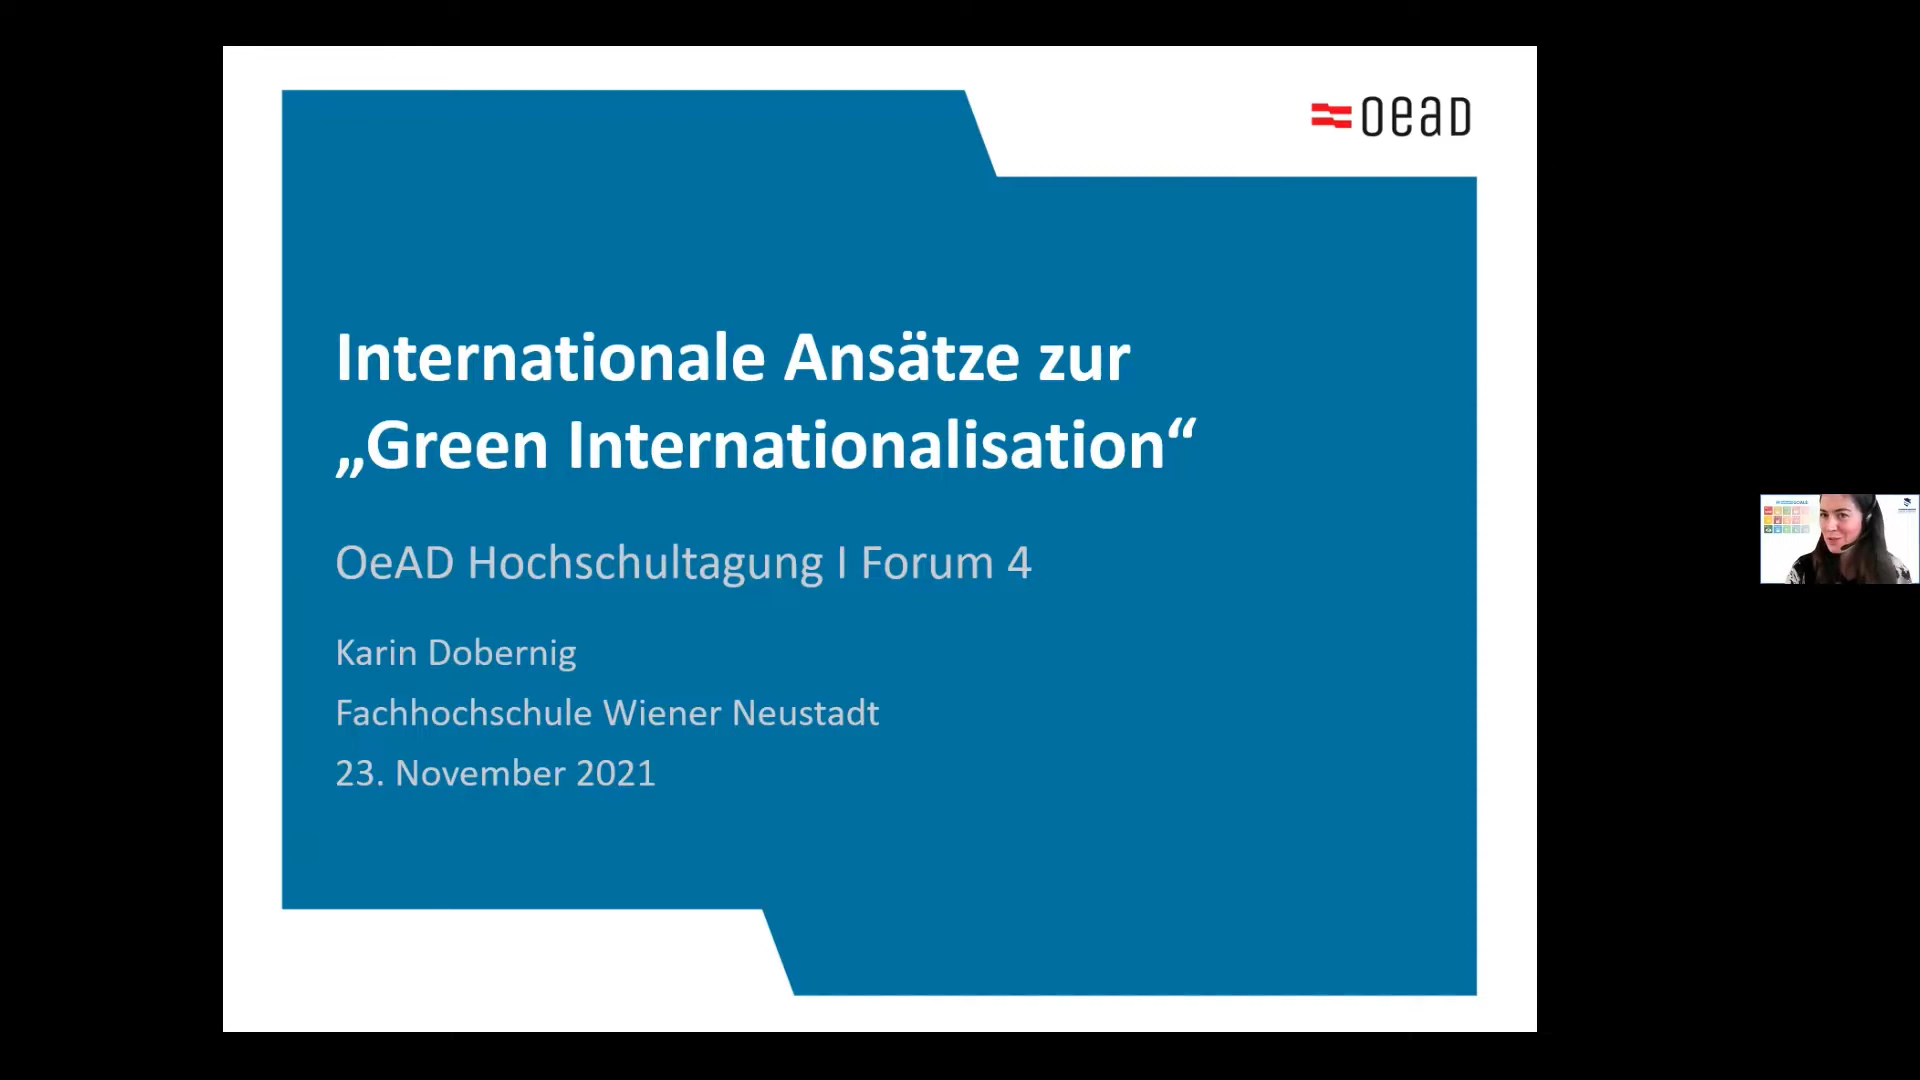 OeAD
Internationale Ansätze zur
„Green Internationalisation“
OeAD Hochschultagung I Forum 4
Karin Dobernig
Fachhochschule Wiener Neustadt
23. November 2021